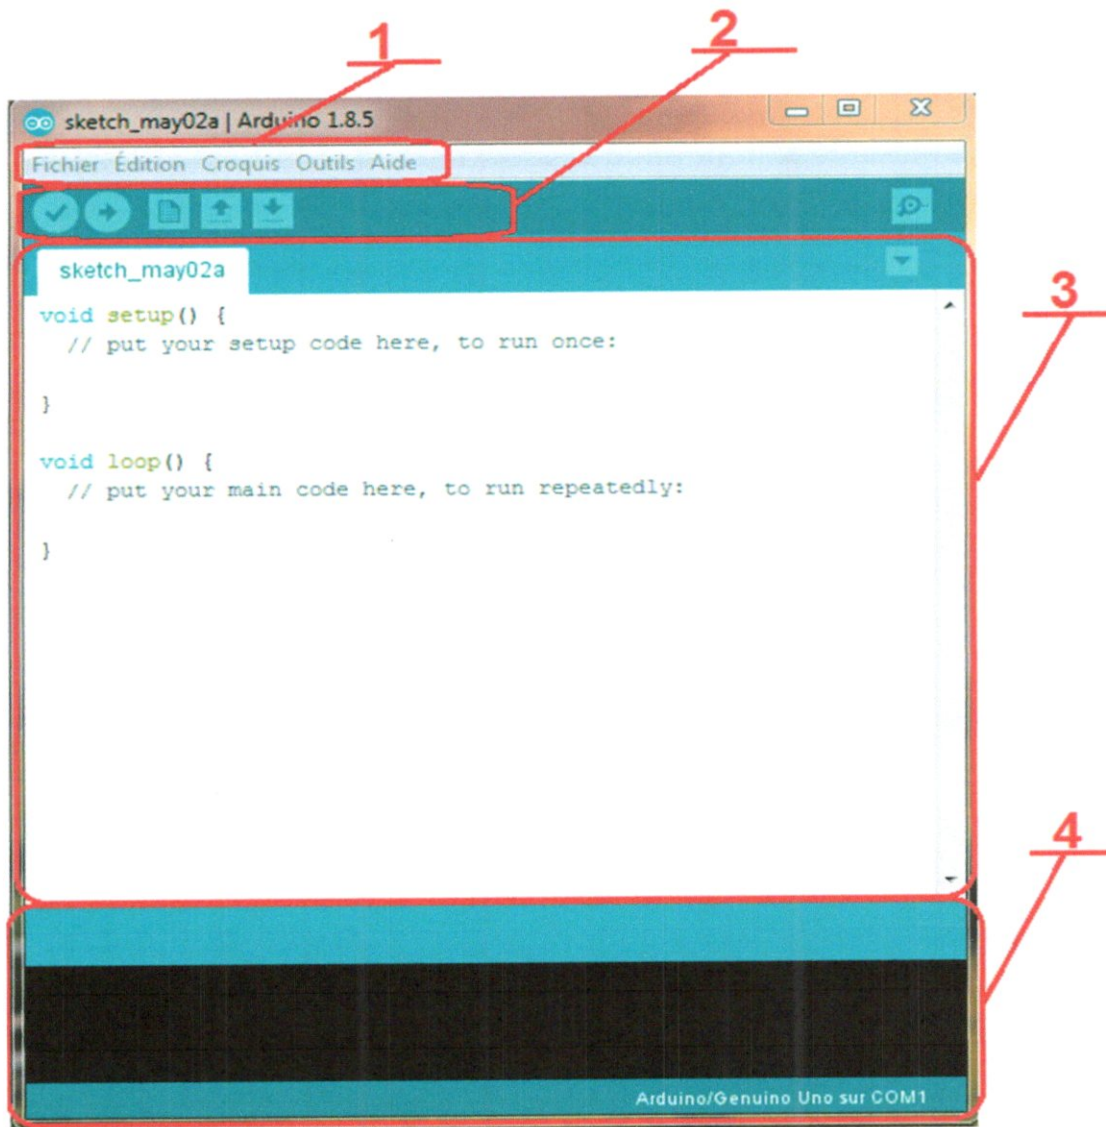 1
2
sketch_may02a | Arduino 1.8.5
Fichier Édition Croquis Outils Aide
sketch_may02a
void setup() {
// put your setup code here, to run once:
}
void loop() {
// put your main code here, to run repeatedly:
}
3
4
Arduino/Genuino Uno sur COM1